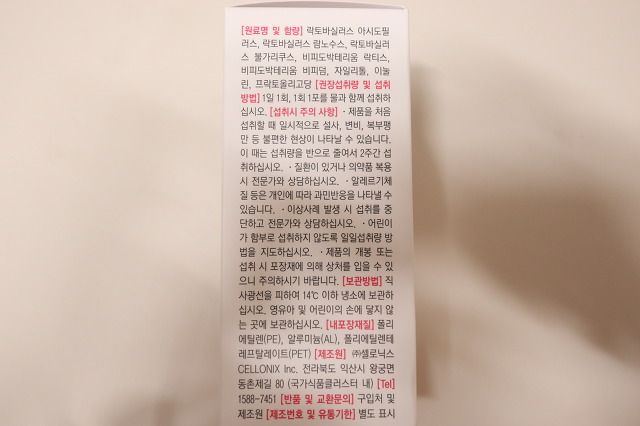 [원료명 및 함량] 락토바실러스 아시도필
러스, 락토바실러스 람노수스, 락토바실러
스 불가리쿠스, 비피도박테리움 락티스,
비피도박테리움 비피덤, 자일리톨, 이눌
린, 프락토올리고당 [권장섭취량 및 섭취
방법] 1일 1회, 1회 1포를 물과 함께 섭취하
십시오. [섭취시 주의 사항] · 제품을 처음
섭취할 때 일시적으로 설사, 변비, 복부팽
만 등 불편한 현상이 나타날 수 있습니다.
이 때는 섭취량을 반으로 줄여서 2주간 섭
취하십시오. · 질환이 있거나 의약품 복용
시 전문가와 상담하십시오. · 알레르기체
질 등은 개인에 따라 과민반응을 나타낼 수
있습니다. · 이상사례 발생 시 섭취를 중
단하고 전문가와 상담하십시오. · 어린이
가 함부로 섭취하지 않도록 일일섭취량 방
법을 지도하십시오. · 제품의 개봉 또는
섭취 시 포장재에 의해 상처를 입을 수 있
으니 주의하시기 바랍니다. [보관방법] 직
사광선을 피하여 14℃ 이하 냉소에 보관하
십시오. 영유아 및 어린이의 손에 닿지 않
는 곳에 보관하십시오. [내포장재질] 폴리
에틸렌(PE), 알루미늄(AL), 폴리에틸렌테
레프탈레이트(PET) [제조원] ㈜셀로닉스
CELLONIX Inc. 전라북도 익산시 왕궁면
동촌제길 80 (국가식품클러스터 내) [Tel]
1588-7451 [반품 및 교환문의] 구입처 및
제조원 [제조번호 및 유통기한] 별도 표시